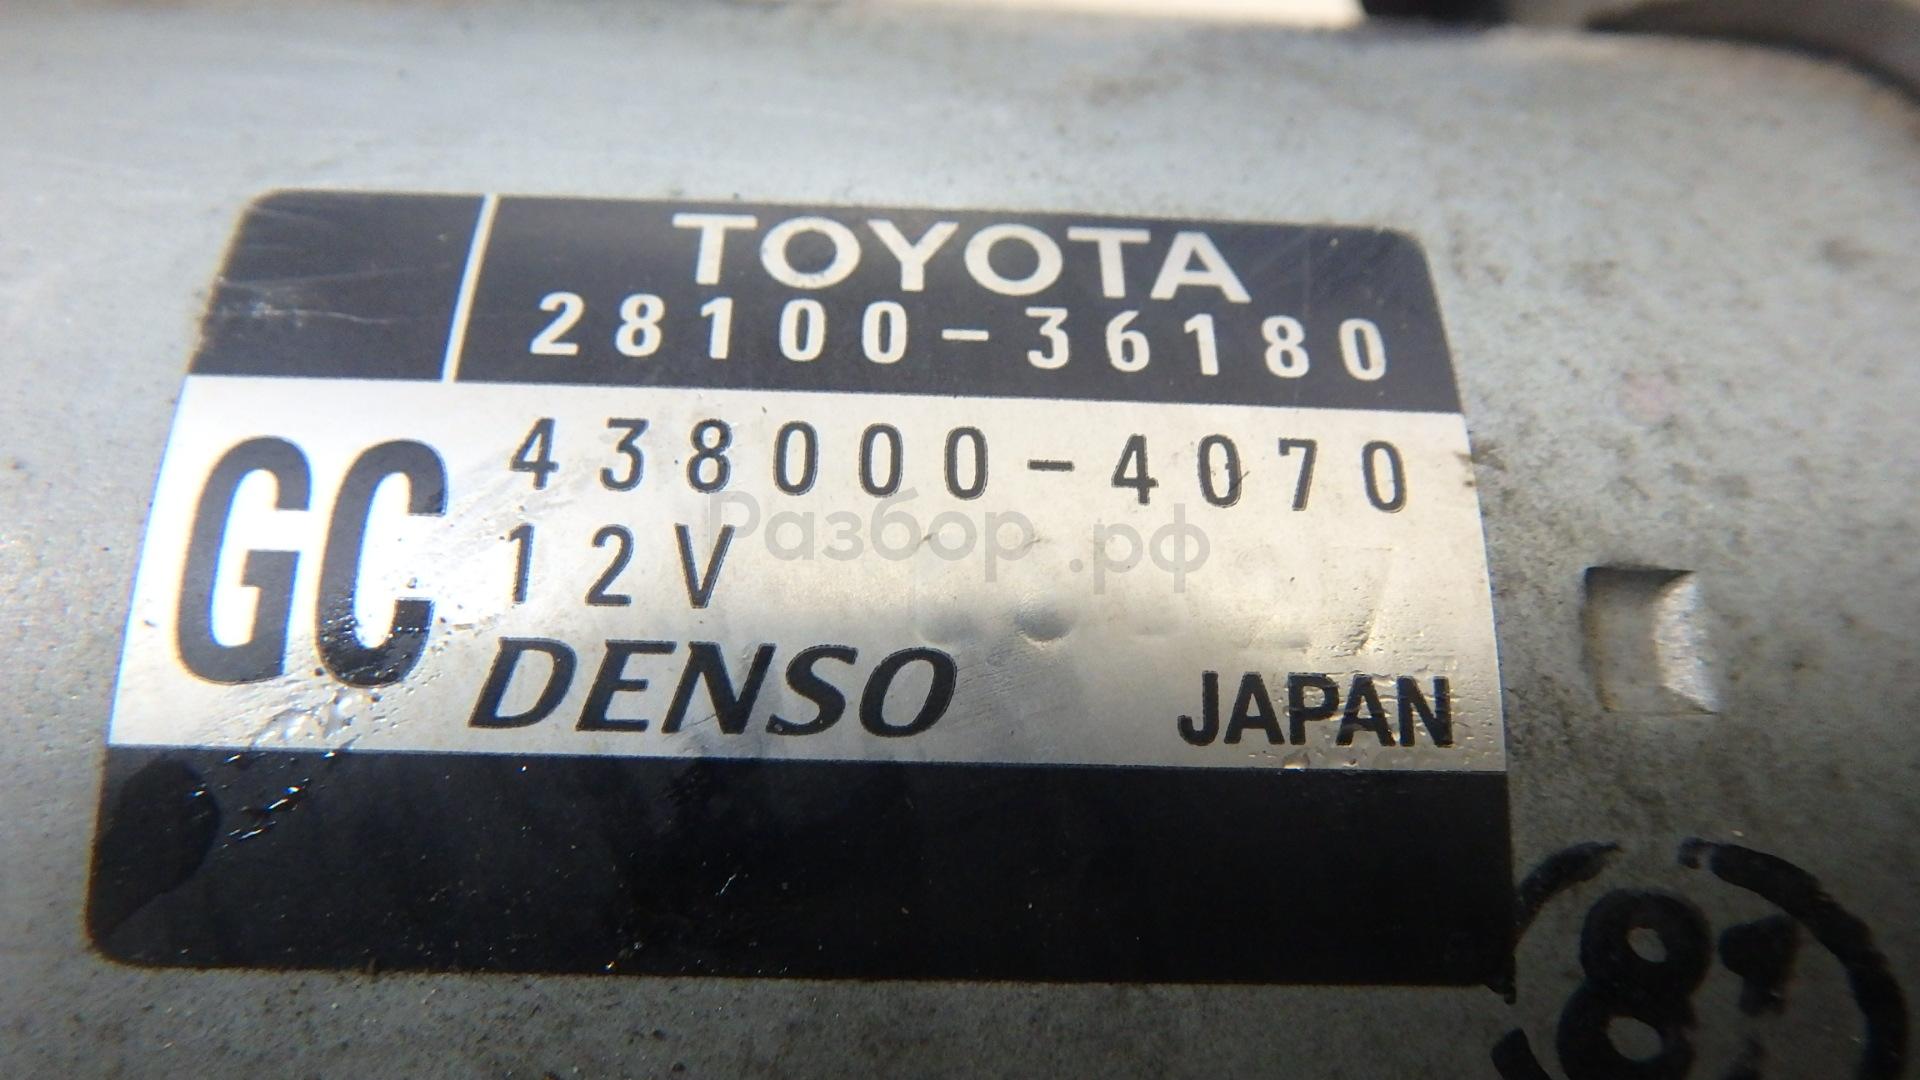 TOYOTA
28100-36180
GC
438000-4070
12V
DENSO JAPAN
Разбор.рф